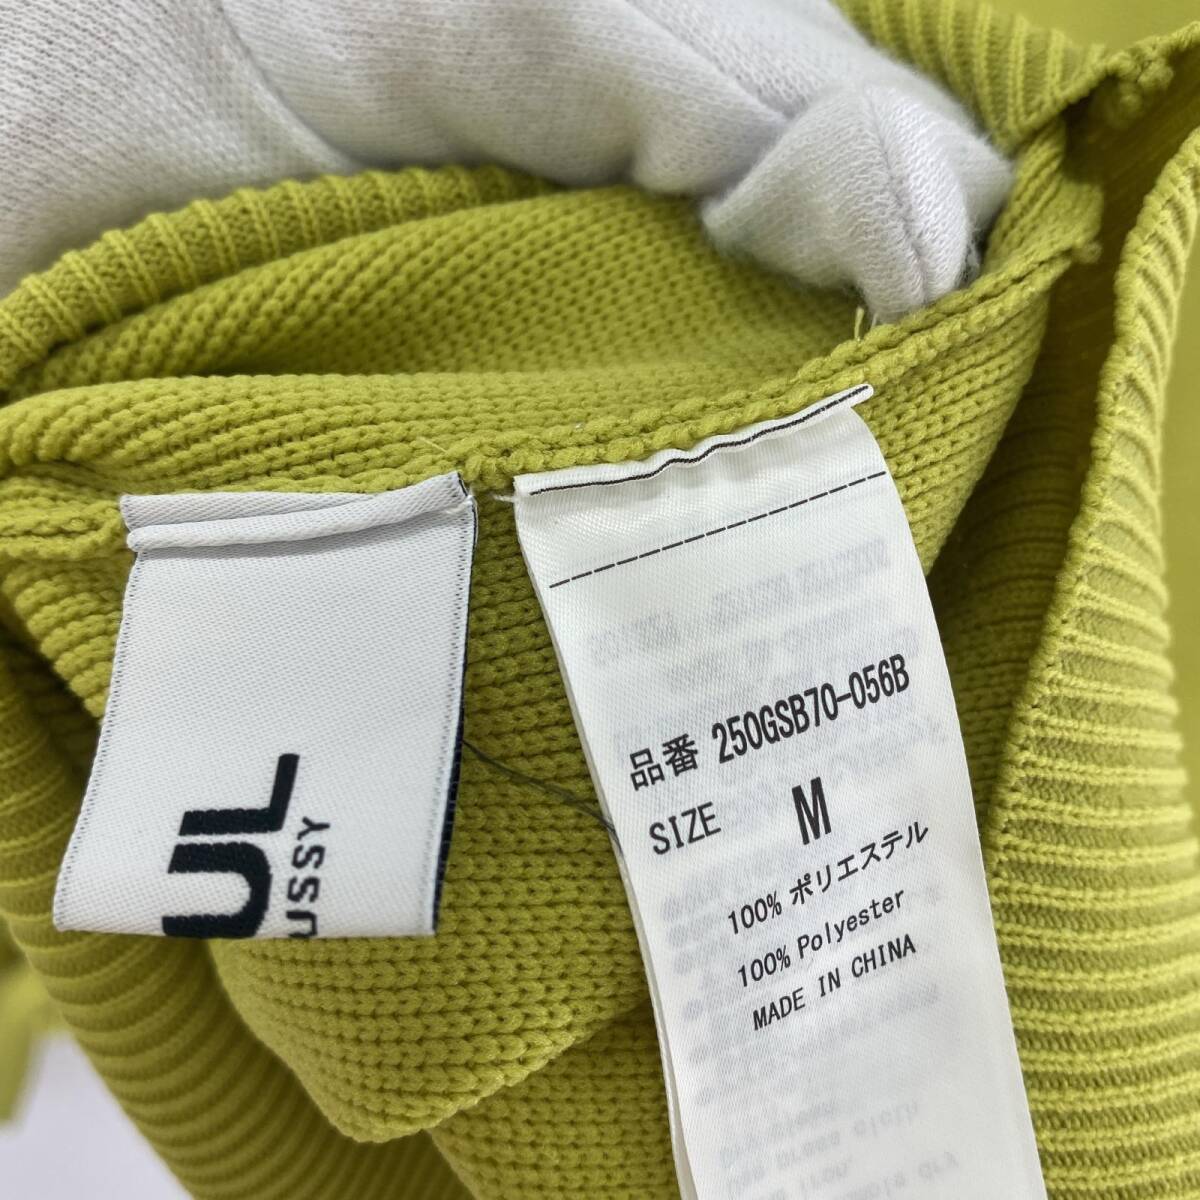 UL
USSY
品番 250GSB70-056B
SIZE M
100% ポリエステル
100% Polyester
MADE IN CHINA